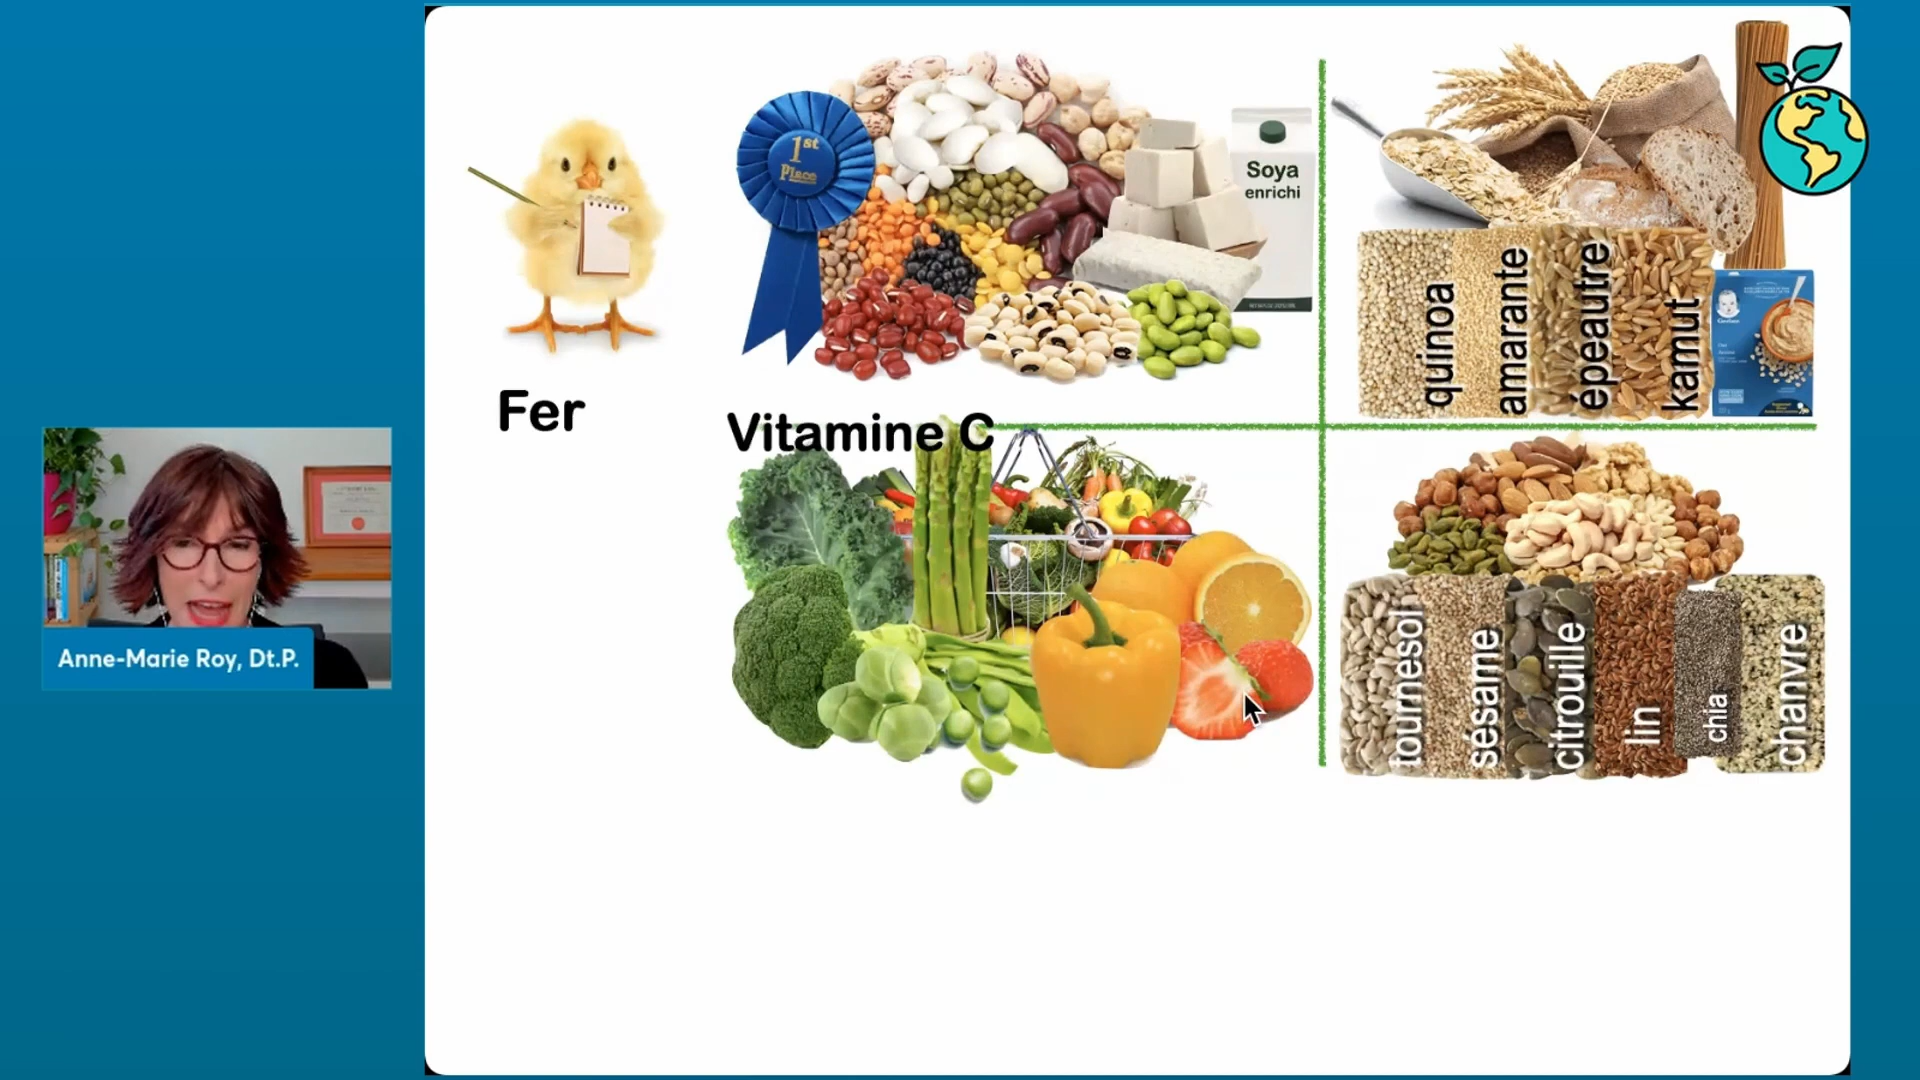 1st
Place
Soya
enrichi
quinoa
amarante
épeautre
kamut
Gerber
Fer
Vitamine C
tournesol
sésame
citrouille
lin
chia
chanvre
Anne-Marie Roy, Dt.P.